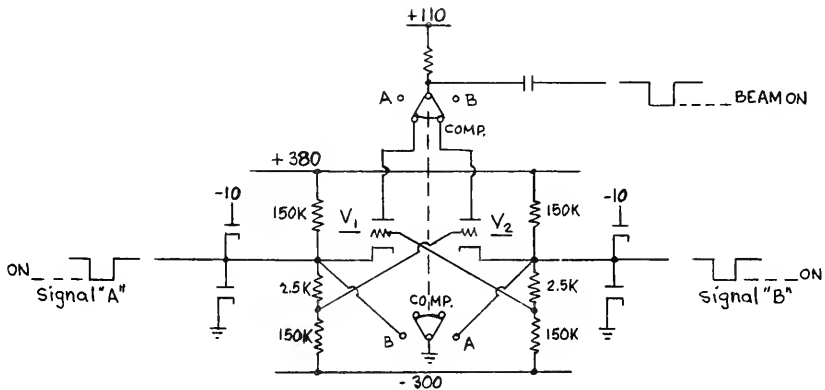 +110
A B
BEAM ON
COMP.
+380
-10 -10
150K 150K
V1 V2
ON ON
Signal "A" Signal "B"
2.5K 2.5K
COMP.
B A
150K 150K
-300